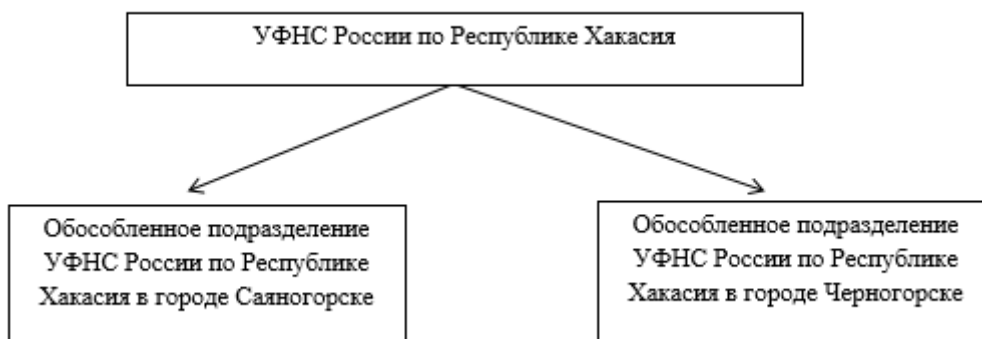 УФНС России по Республике Хакасия
Обособленное подразделение
УФНС России по Республике
Хакасия в городе Саяногорске
Обособленное подразделение
УФНС России по Республике
Хакасия в городе Черногорске